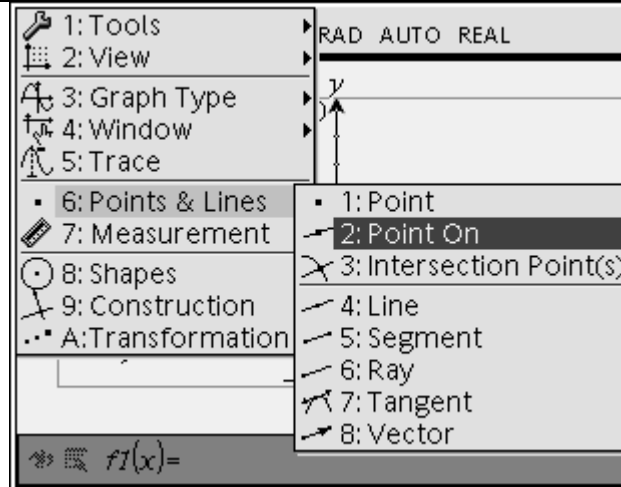 1: Tools
RAD AUTO REAL
2: View
y
3: Graph Type
4: Window
5: Trace
6: Points & Lines
7: Measurement
8: Shapes
9: Construction
A: Transformation
1: Point
2: Point On
3: Intersection Point(s)
4: Line
5: Segment
6: Ray
7: Tangent
8: Vector
f1(x)=